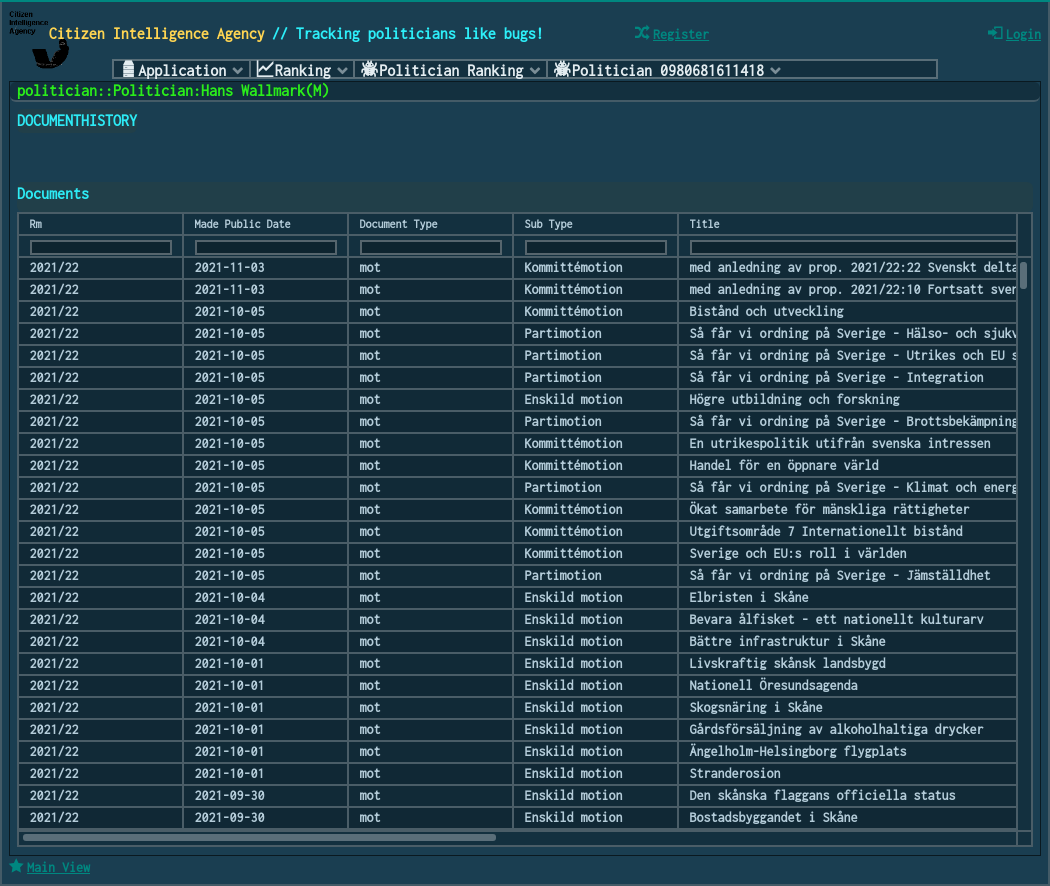 Citizen
Intelligence
Agency
Citizen Intelligence Agency // Tracking politicians like bugs!
Register
Login
Application Ranking Politician Ranking Politician 0980681611418
politician::Politician:Hans Wallmark(M)
DOCUMENTHISTORY
Documents
Rm Made Public Date Document Type Sub Type Title
2021/22 2021-11-03 mot Kommittémotion med anledning av prop. 2021/22:22 Svenskt delta
2021/22 2021-11-03 mot Kommittémotion med anledning av prop. 2021/22:10 Fortsatt sven
2021/22 2021-10-05 mot Kommittémotion Bistånd och utveckling
2021/22 2021-10-05 mot Partimotion Så får vi ordning på Sverige - Hälso- och sjukv
2021/22 2021-10-05 mot Partimotion Så får vi ordning på Sverige - Utrikes och EU s
2021/22 2021-10-05 mot Partimotion Så får vi ordning på Sverige - Integration
2021/22 2021-10-05 mot Enskild motion Högre utbildning och forskning
2021/22 2021-10-05 mot Partimotion Så får vi ordning på Sverige - Brottsbekämpning
2021/22 2021-10-05 mot Kommittémotion En utrikespolitik utifrån svenska intressen
2021/22 2021-10-05 mot Kommittémotion Handel för en öppnare värld
2021/22 2021-10-05 mot Partimotion Så får vi ordning på Sverige - Klimat och energ
2021/22 2021-10-05 mot Kommittémotion Ökat samarbete för mänskliga rättigheter
2021/22 2021-10-05 mot Kommittémotion Utgiftsområde 7 Internationellt bistånd
2021/22 2021-10-05 mot Kommittémotion Sverige och EU:s roll i världen
2021/22 2021-10-05 mot Partimotion Så får vi ordning på Sverige - Jämställdhet
2021/22 2021-10-04 mot Enskild motion Elbristen i Skåne
2021/22 2021-10-04 mot Enskild motion Bevara ålfisket - ett nationellt kulturarv
2021/22 2021-10-04 mot Enskild motion Bättre infrastruktur i Skåne
2021/22 2021-10-01 mot Enskild motion Livskraftig skånsk landsbygd
2021/22 2021-10-01 mot Enskild motion Nationell Öresundsagenda
2021/22 2021-10-01 mot Enskild motion Skogsnäring i Skåne
2021/22 2021-10-01 mot Enskild motion Gårdsförsäljning av alkoholhaltiga drycker
2021/22 2021-10-01 mot Enskild motion Ängelholm-Helsingborg flygplats
2021/22 2021-10-01 mot Enskild motion Stranderosion
2021/22 2021-09-30 mot Enskild motion Den skånska flaggans officiella status
2021/22 2021-09-30 mot Enskild motion Bostadsbyggandet i Skåne
Main View